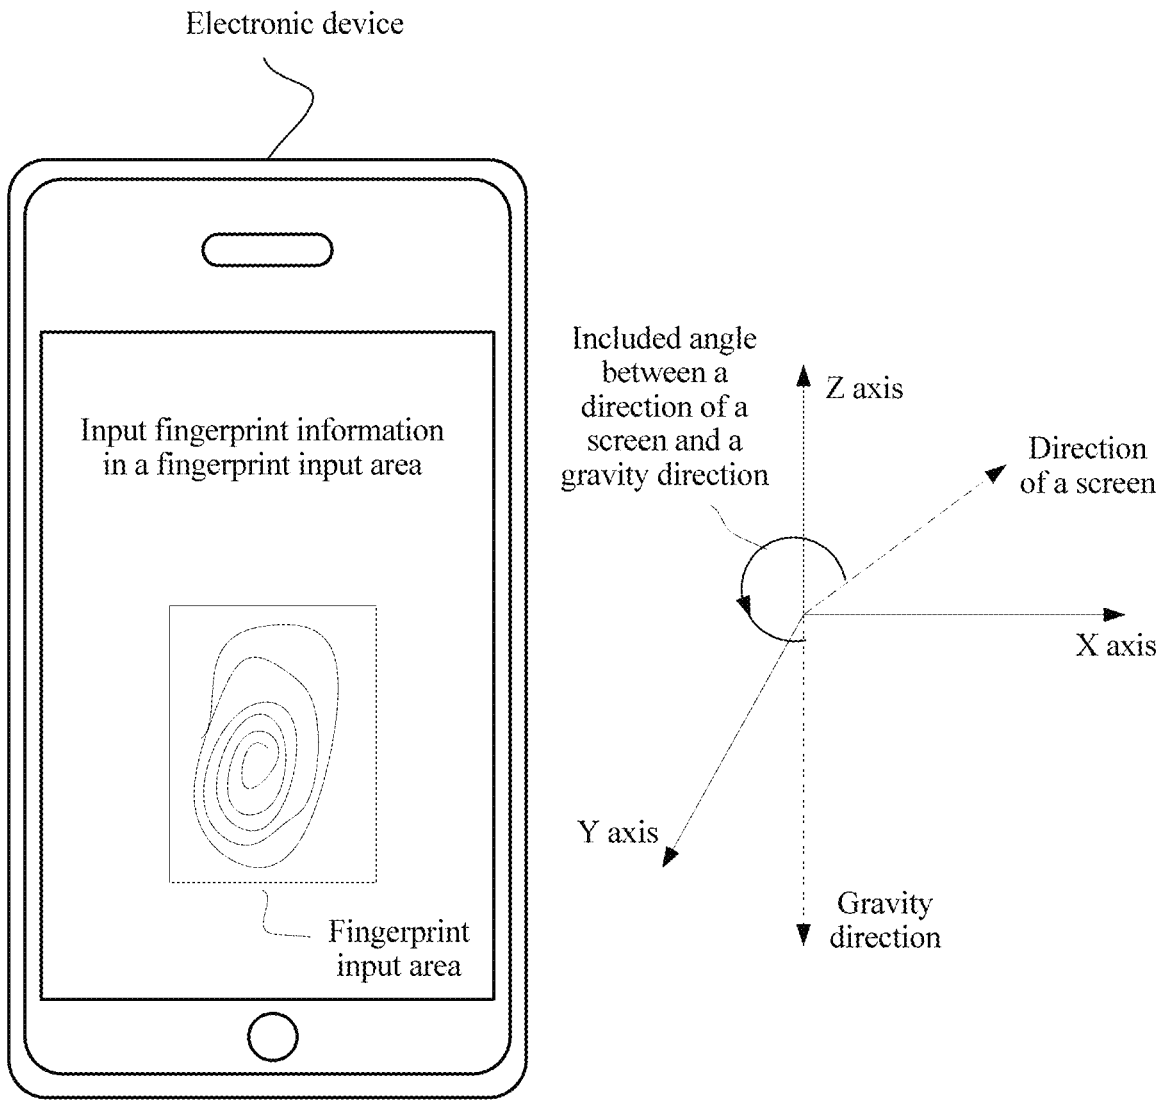 Electronic device
Input fingerprint information
in a fingerprint input area
Fingerprint
input area
Included angle
between a
direction of a
screen and a
gravity direction
Z axis
Direction
of a screen
X axis
Y axis
Gravity
direction